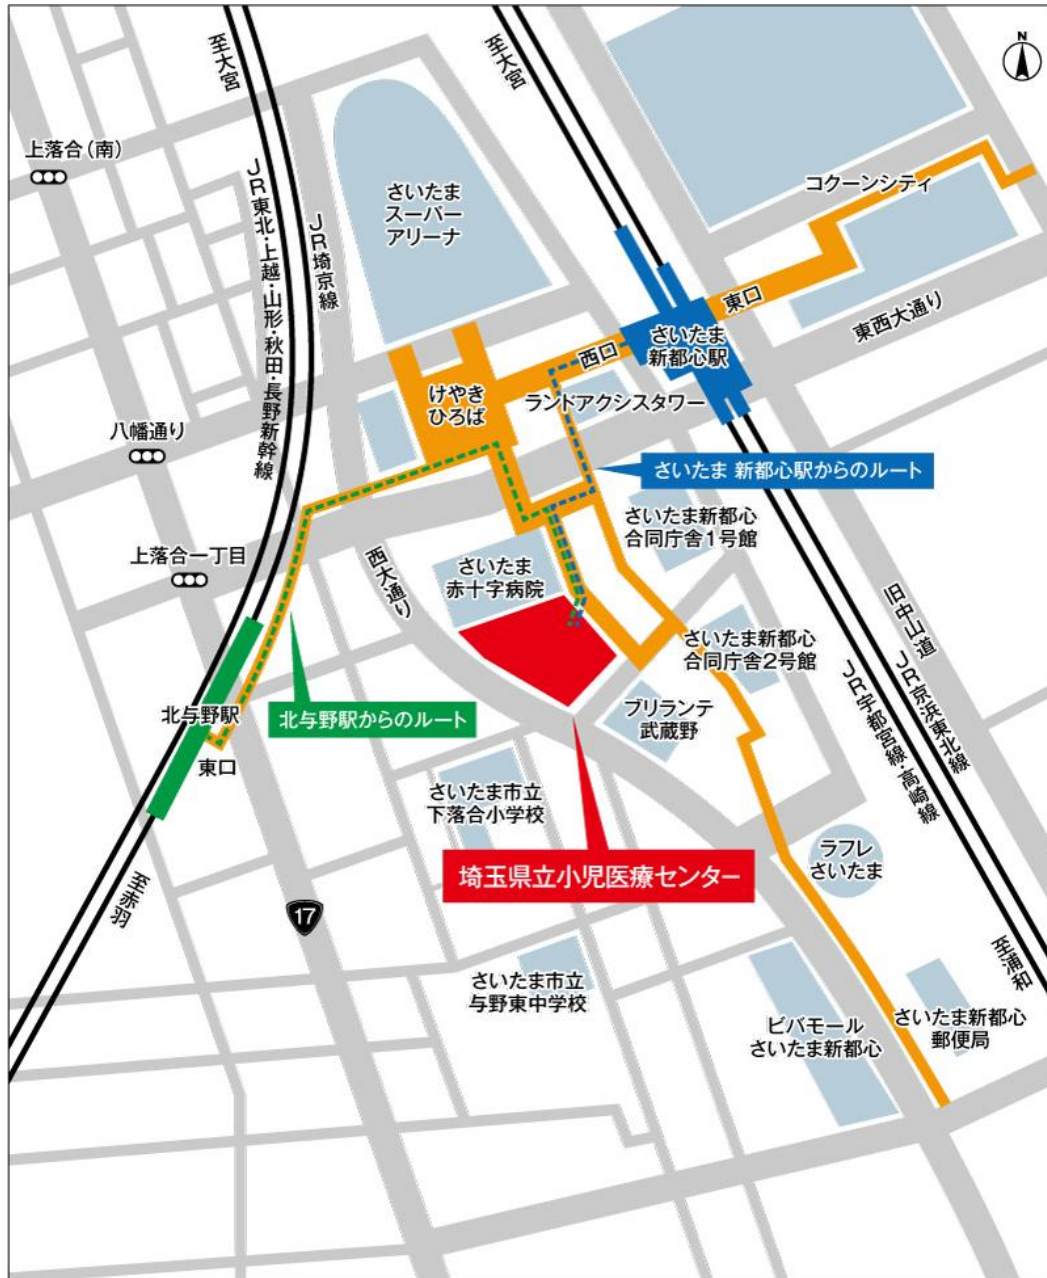 N
至大宮
至大宮
上落合（南）
JR東北・上越・山形・秋田・長野新幹線
JR埼京線
さいたま
スーパー
アリーナ
コクーンシティ
東口
東西大通り
さいたま
新都心駅
西口
けやき
ひろば
ランドアクシスタワー
八幡通り
さいたま 新都心駅からのルート
さいたま新都心
合同庁舎1号館
上落合一丁目
西大通り
さいたま
赤十字病院
旧中山道
さいたま新都心
合同庁舎2号館
JR京浜東北線
JR宇都宮線・高崎線
北与野駅
東口
北与野駅からのルート
ブリランテ
武蔵野
さいたま市立
下落合小学校
埼玉県立小児医療センター
ラフレ
さいたま
至赤羽
17
至浦和
さいたま市立
与野東中学校
ビバモール
さいたま新都心
さいたま新都心
郵便局